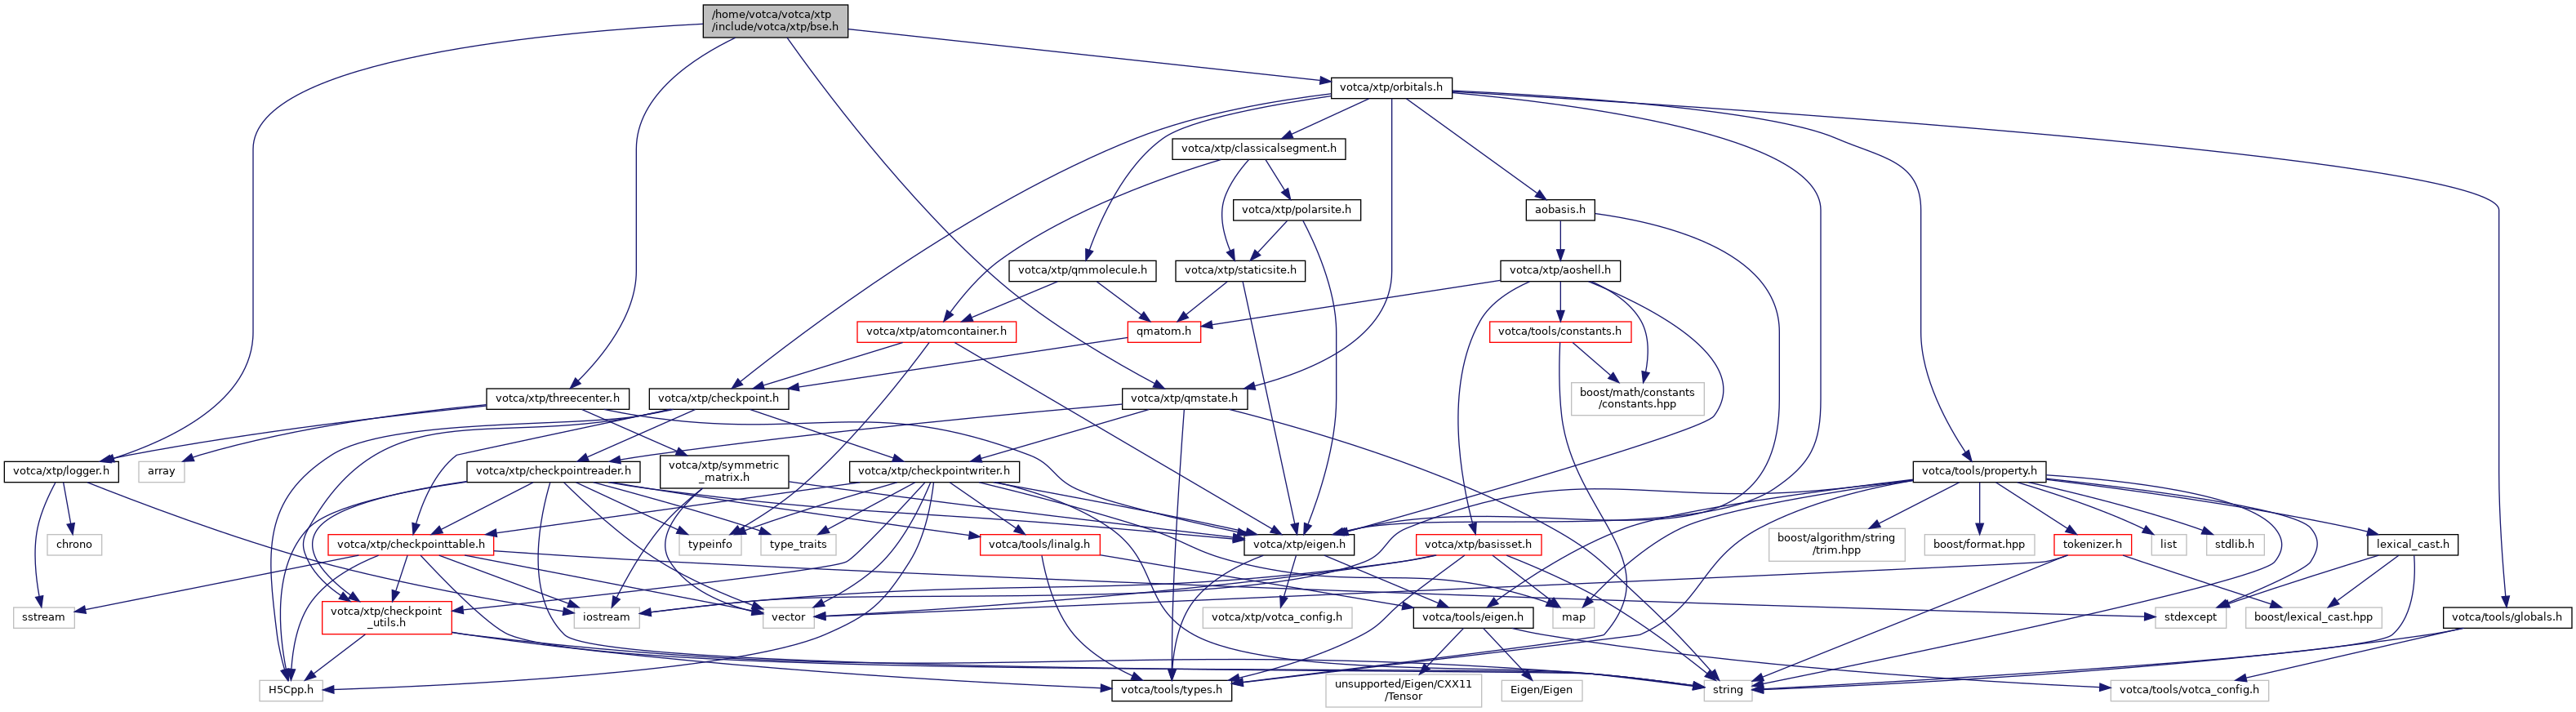 /home/votca/votca/xtp
/include/votca/xtp/bse.h
votca/xtp/orbitals.h
votca/xtp/classicalsegment.h
votca/xtp/polarsite.h
aobasis.h
votca/xtp/qmmolecule.h
votca/xtp/staticsite.h
votca/xtp/aoshell.h
votca/xtp/atomcontainer.h
qmatom.h
votca/tools/constants.h
votca/xtp/threecenter.h
votca/xtp/checkpoint.h
votca/xtp/qmstate.h
boost/math/constants
/constants.hpp
votca/xtp/logger.h
array
votca/xtp/checkpointreader.h
votca/xtp/symmetric
_matrix.h
votca/xtp/checkpointwriter.h
votca/tools/property.h
chrono
votca/xtp/checkpointtable.h
typeinfo
type_traits
votca/tools/linalg.h
votca/xtp/eigen.h
votca/xtp/basisset.h
boost/algorithm/string
/trim.hpp
boost/format.hpp
tokenizer.h
list
stdlib.h
lexical_cast.h
sstream
votca/xtp/checkpoint
_utils.h
iostream
vector
votca/xtp/votca_config.h
votca/tools/eigen.h
map
stdexcept
boost/lexical_cast.hpp
votca/tools/globals.h
H5Cpp.h
votca/tools/types.h
unsupported/Eigen/CXX11
/Tensor
Eigen/Eigen
string
votca/tools/votca_config.h